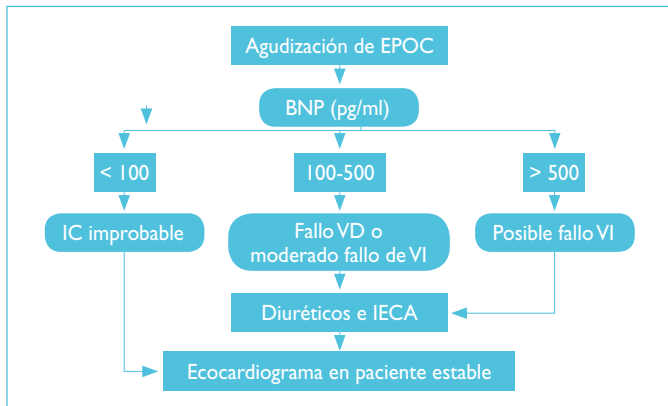 Agudización de EPOC
BNP (pg/ml)
< 100
100-500
> 500
IC improbable
Fallo VD o
moderado fallo de VI
Posible fallo VI
Diuréticos e IECA
Ecocardiograma en paciente estable